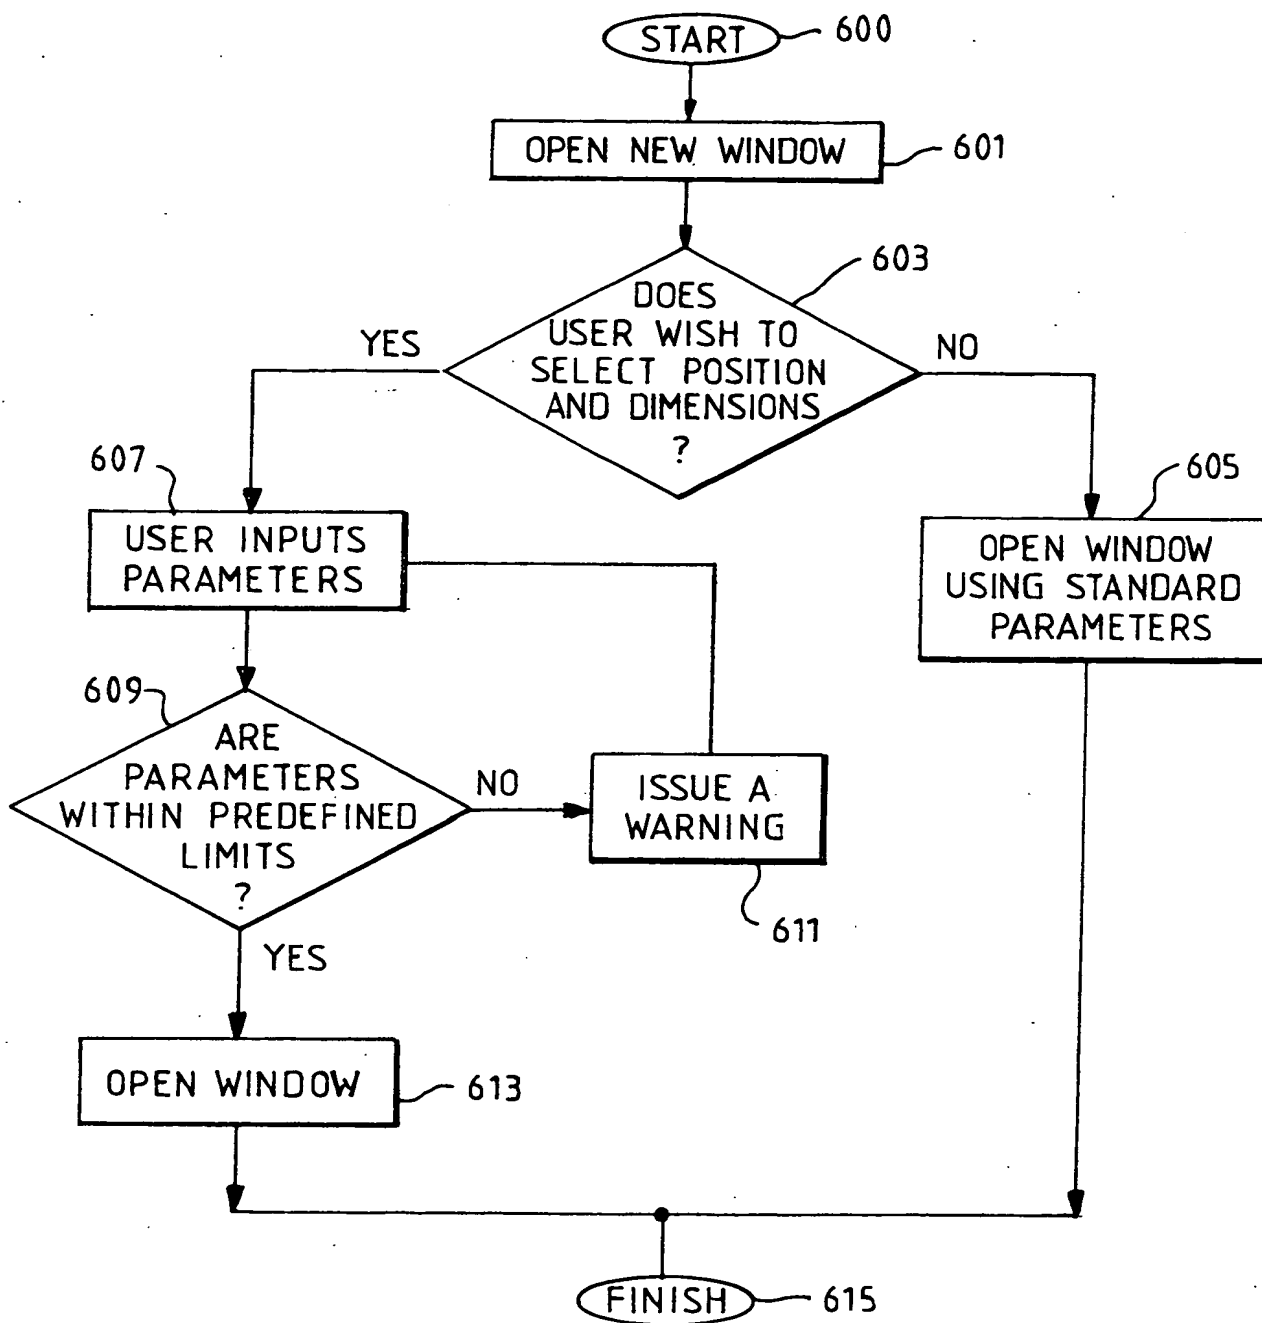 START
600
OPEN NEW WINDOW
601
603
DOES
USER WISH TO
SELECT POSITION
AND DIMENSIONS
?
YES
NO
607
USER INPUTS
PARAMETERS
605
OPEN WINDOW
USING STANDARD
PARAMETERS
609
ARE
PARAMETERS
WITHIN PREDEFINED
LIMITS
?
NO
ISSUE A
WARNING
611
YES
OPEN WINDOW
613
FINISH
615